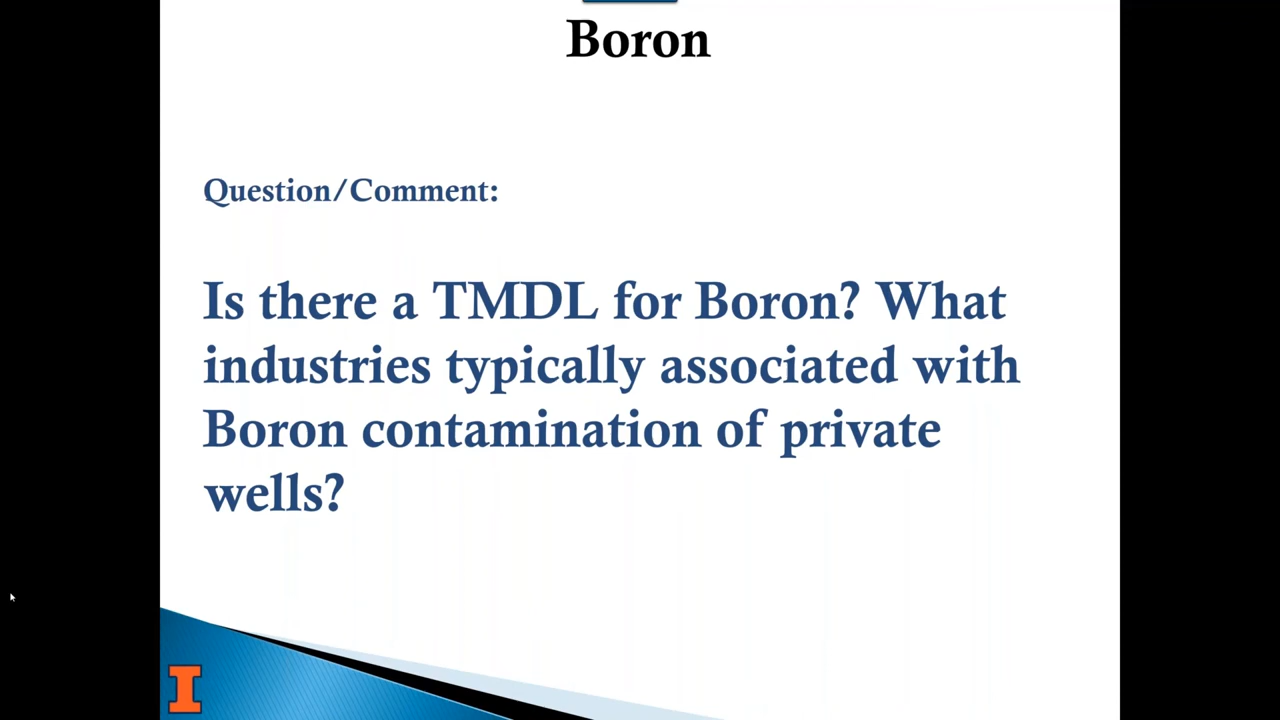 Boron
Question/Comment:
Is there a TMDL for Boron? What
industries typically associated with
Boron contamination of private
wells?
I